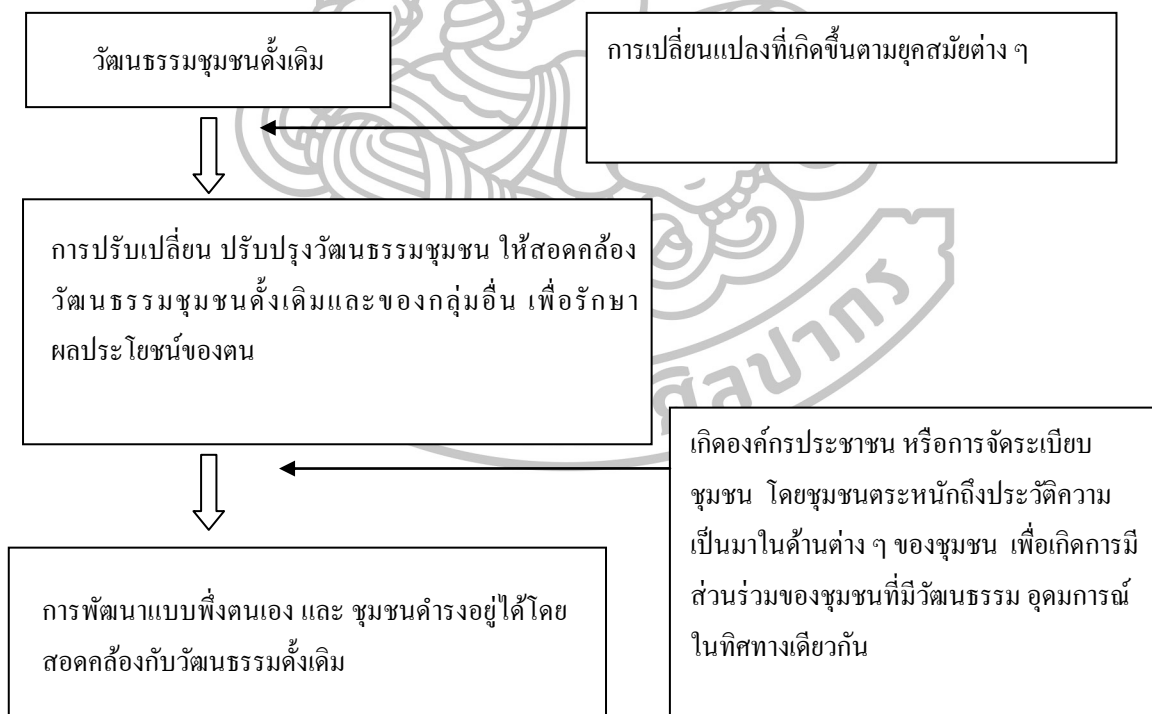 วัฒนธรรมชุมชนดั้งเดิม
การเปลี่ยนแปลงที่เกิดขึ้นตามยุคสมัยต่าง ๆ
การปรับเปลี่ยน ปรับปรุงวัฒนธรรมชุมชน ให้สอดคล้อง
วัฒนธรรมชุมชนดั้งเดิมและของกลุ่มอื่น เพื่อรักษา
ผลประโยชน์ของตน
ศิลปากร
เกิดองค์กรประชาชน หรือการจัดระเบียบ
ชุมชน โดยชุมชนตระหนักถึงประวัติความ
เป็นมาในด้านต่าง ๆ ของชุมชน เพื่อเกิดการมี
ส่วนร่วมของชุมชนที่มีวัฒนธรรม อุดมการณ์
ในทิศทางเดียวกัน
การพัฒนาแบบพึ่งตนเอง และ ชุมชนดำรงอยู่ได้โดย
สอดคล้องกับวัฒนธรรมดั้งเดิม